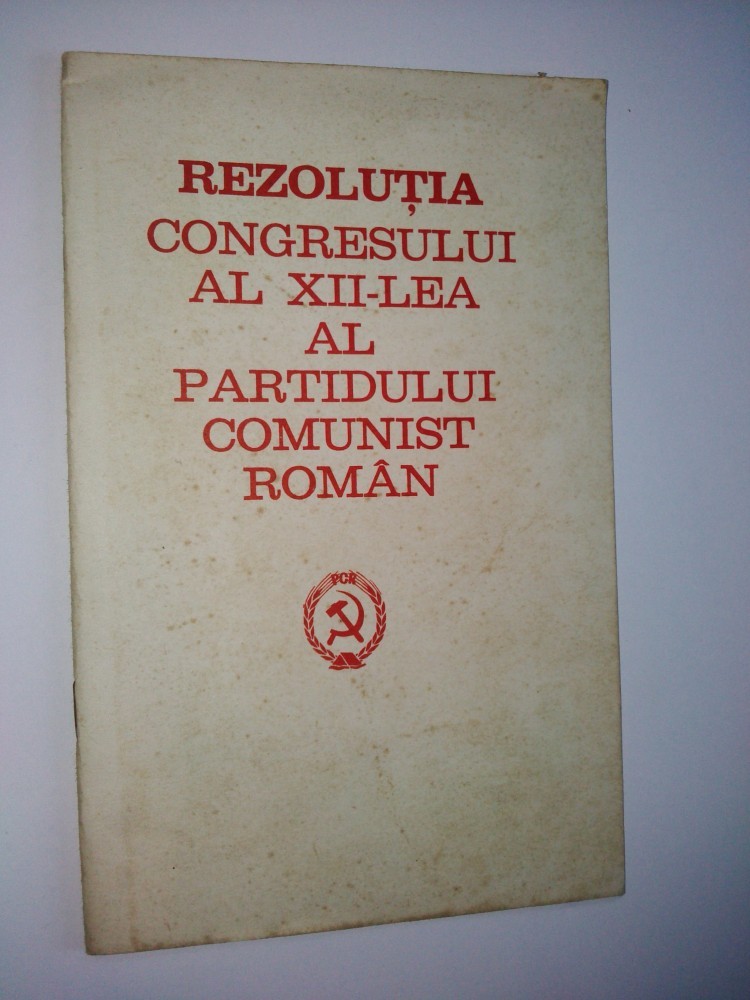 REZOLUȚIA
CONGRESULUI
AL XII-LEA
AL
PARTIDULUI
COMUNIST
ROMÂN
PCR